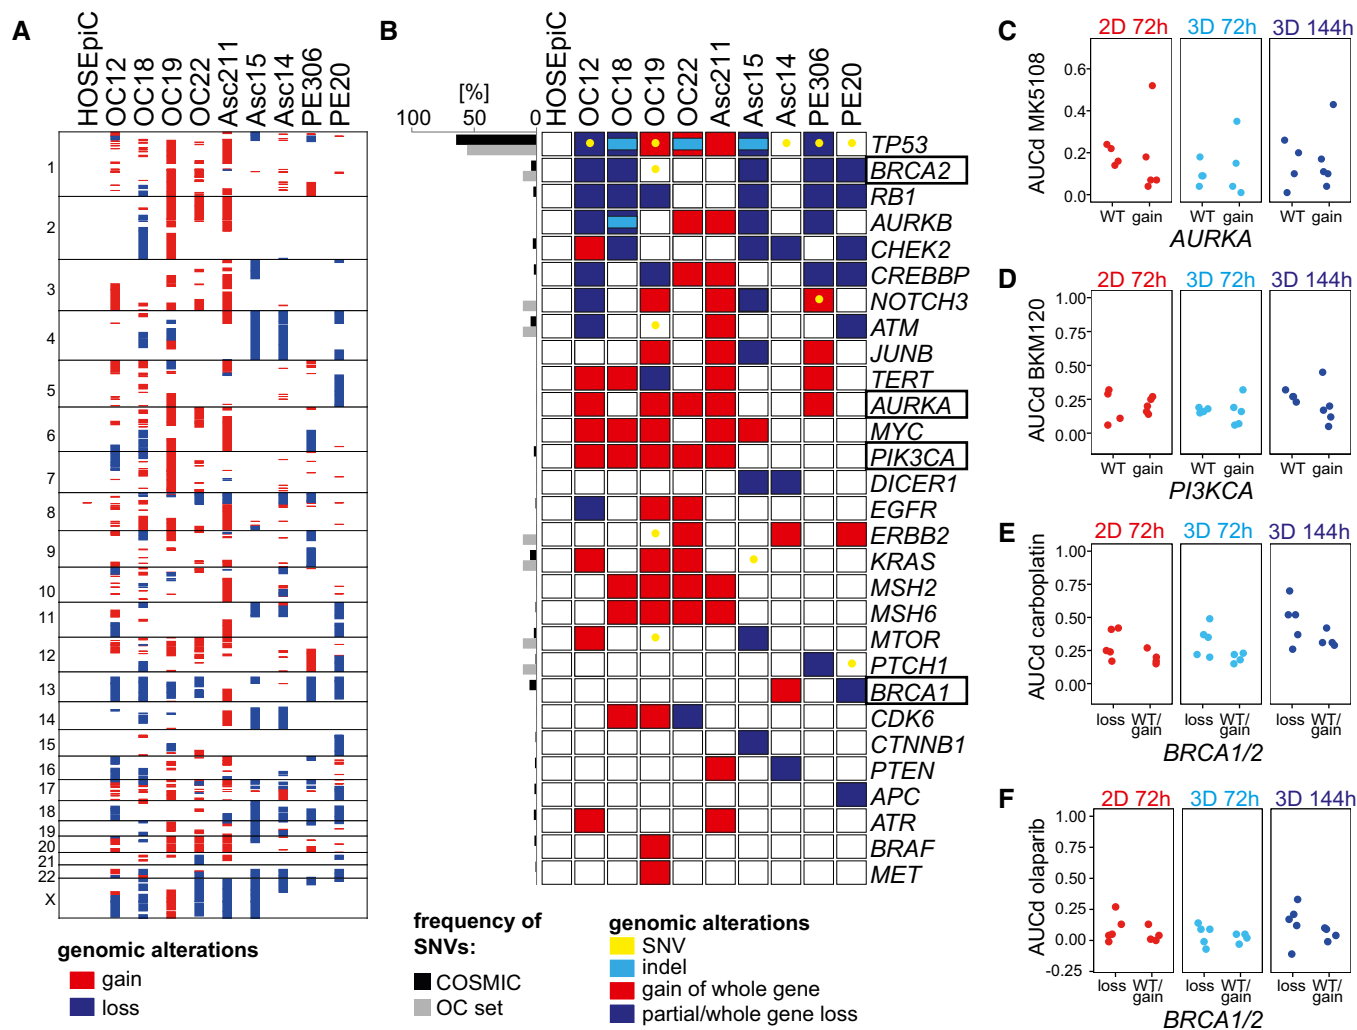 A
HOSEpiC
OC12
OC18
OC19
OC22
Asc211
Asc15
Asc14
PE306
PE20
1
2
3
4
5
6
7
8
9
10
11
12
13
14
15
16
17
18
19
20
21
22
X
genomic alterations
gain
loss
B
[%]
100
50
0
HOSEpiC
OC12
OC18
OC19
OC22
Asc211
Asc15
Asc14
PE306
PE20
TP53
BRCA2
RB1
AURKB
CHEK2
CREBBP
NOTCH3
ATM
JUNB
TERT
AURKA
MYC
PIK3CA
DICER1
EGFR
ERBB2
KRAS
MSH2
MSH6
MTOR
PTCH1
BRCA1
CDK6
CTNNB1
PTEN
APC
ATR
BRAF
MET
frequency of
SNVs:
COSMIC
OC set
genomic alterations
SNV
indel
gain of whole gene
partial/whole gene loss
C
2D 72h 3D 72h 3D 144h
AUCd MK5108
0.6
0.4
0.2
0.0
WT gain WT gain WT gain
AURKA
D
2D 72h 3D 72h 3D 144h
AUCd BKM120
1.00
0.75
0.50
0.25
0.00
WT gain WT gain WT gain
PI3KCA
E
2D 72h 3D 72h 3D 144h
AUCd carboplatin
1.00
0.75
0.50
0.25
0.00
loss WT/ loss WT/ loss WT/
gain gain gain
BRCA1/2
F
2D 72h 3D 72h 3D 144h
AUCd olaparib
1.00
0.75
0.50
0.25
0.00
-0.25
loss WT/ loss WT/ loss WT/
gain gain gain
BRCA1/2